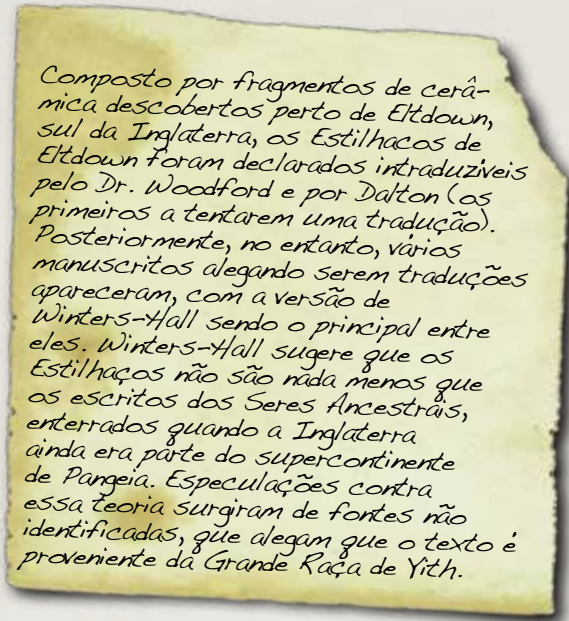 Composto por fragmentos de cerâ-
mica descobertos perto de Eltdown,
sul da Inglaterra, os Estilhacos de
Eltdown foram declarados intraduzíveis
pelo Dr. Woodford e por Dalton (os
primeiros a tentarem uma tradução).
Posteriormente, no entanto, vários
manuscritos alegando serem traduções
apareceram, com a versão de
Winters-Hall sendo o principal entre
eles. Winters-Hall sugere que os
Estilhaços não são nada menos que
os escritos dos Seres Ancestrais,
enterrados quando a Inglaterra
ainda era parte do supercontinente
de Pangeia. Especulações contra
essa teoria surgiram de fontes não
identificadas, que alegam que o texto é
proveniente da Grande Raça de Yith.